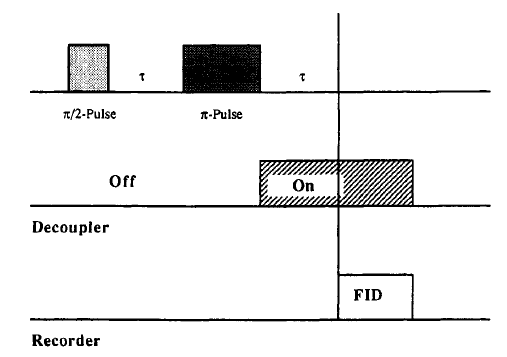 τ τ
π/2-Pulse π-Pulse
Off On
Decoupler
FID
Recorder